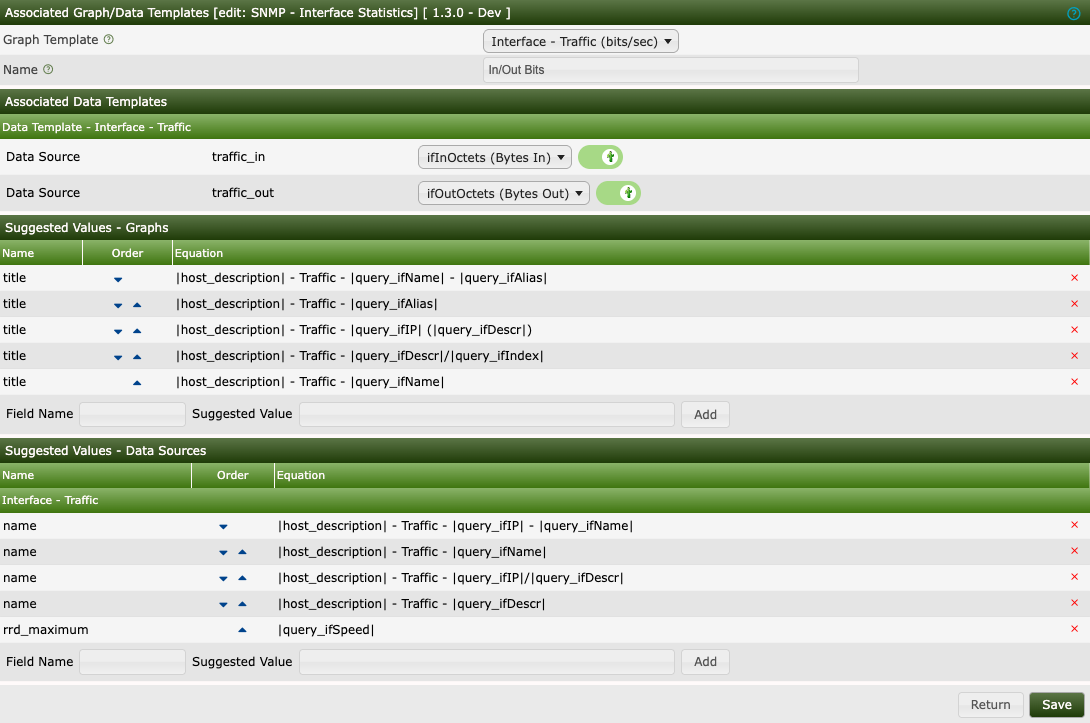 Associated Graph/Data Templates [edit: SNMP - Interface Statistics] [ 1.3.0 - Dev ]
Graph Template Interface - Traffic (bits/sec)
Name In/Out Bits
Associated Data Templates
Data Template - Interface - Traffic
Data Source traffic_in ifInOctets (Bytes In)
Data Source traffic_out ifOutOctets (Bytes Out)
Suggested Values - Graphs
Name Order Equation
title |host_description| - Traffic - |query_ifName| - |query_ifAlias|
title |host_description| - Traffic - |query_ifAlias|
title |host_description| - Traffic - |query_ifIP| (|query_ifDescr|)
title |host_description| - Traffic - |query_ifDescr|/|query_ifIndex|
title |host_description| - Traffic - |query_ifName|
Field Name Suggested Value Add
Suggested Values - Data Sources
Name Order Equation
Interface - Traffic
name |host_description| - Traffic - |query_ifIP| - |query_ifName|
name |host_description| - Traffic - |query_ifName|
name |host_description| - Traffic - |query_ifIP|/|query_ifDescr|
name |host_description| - Traffic - |query_ifDescr|
rrd_maximum |query_ifSpeed|
Field Name Suggested Value Add
Return Save